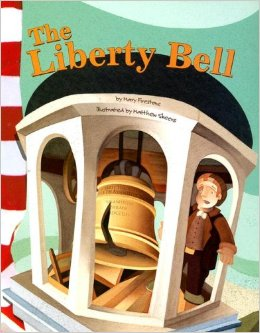 The
Liberty Bell
by Mary Firestone
illustrated by Matthew Skeens